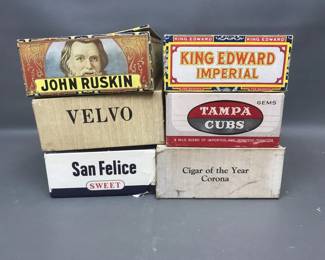 JOHN RUSKIN
KING EDWARD
KING EDWARD
KING EDWARD
IMPERIAL
VELVO
GEMS
TAMPA
CUBS
San Felice
SWEET
Cigar of the Year
Corona